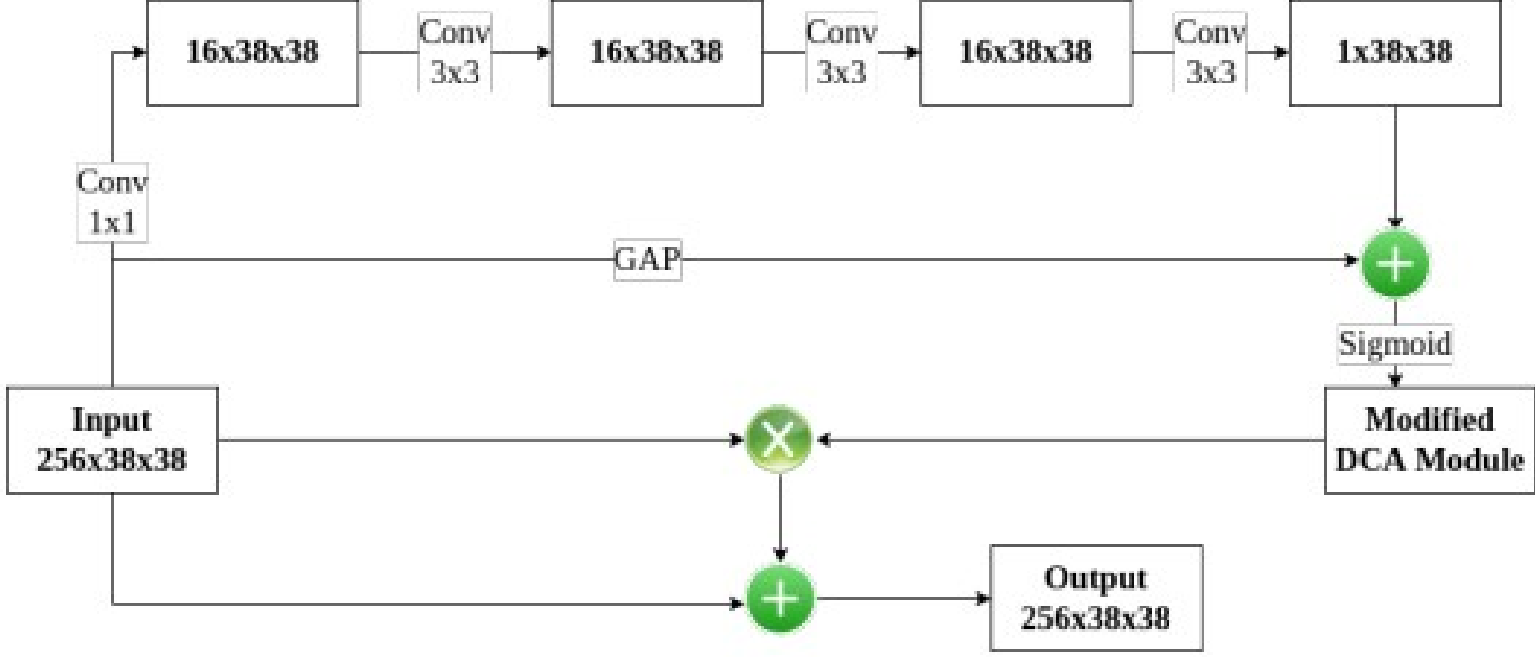 16x38x38
Conv
3x3
16x38x38
Conv
3x3
16x38x38
Conv
3x3
1x38x38
Conv
1x1
GAP
Sigmoid
Input
256x38x38
Modified
DCA Module
Output
256x38x38